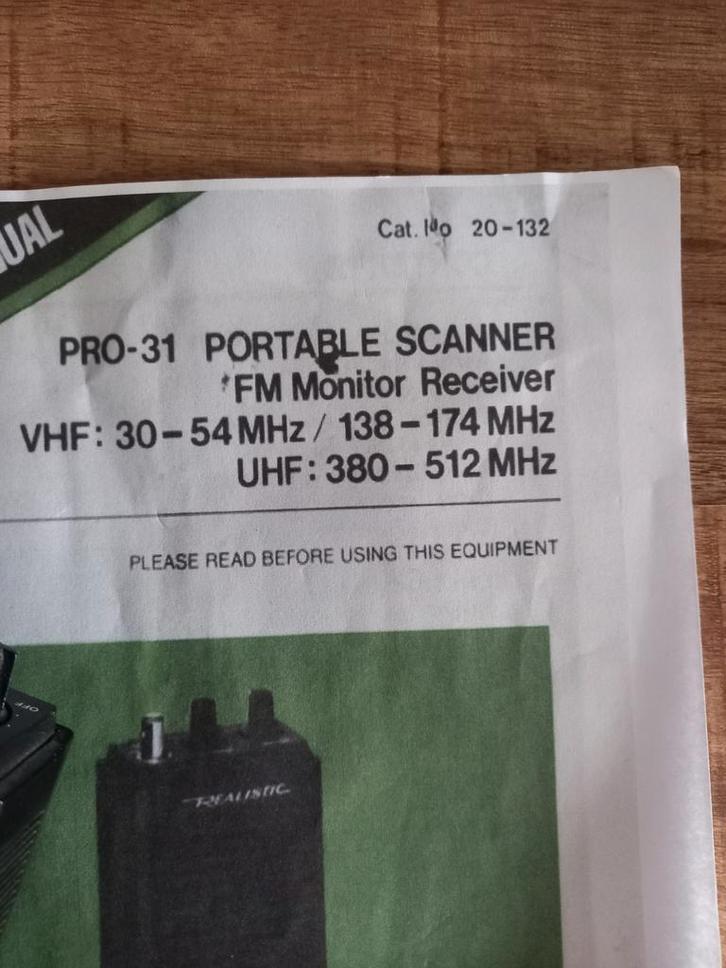 UAL
Cat. No 20-132
PRO-31 PORTABLE SCANNER
FM Monitor Receiver
VHF: 30-54 MHz / 138-174 MHz
UHF: 380-512 MHz
PLEASE READ BEFORE USING THIS EQUIPMENT
OFF
REALISTIC